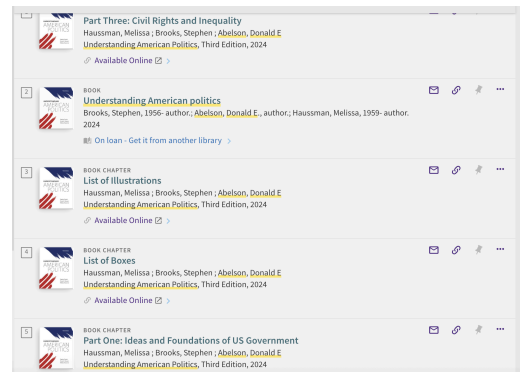 Part Three: Civil Rights and Inequality
Haussman, Melissa ; Brooks, Stephen ; Abelson, Donald E
Understanding American Politics, Third Edition, 2024
Available Online
2
BOOK
Understanding American politics
Brooks, Stephen, 1956- author.; Abelson, Donald E., author.; Haussman, Melissa, 1959- author.
2024
On loan - Get it from another library
3
BOOK CHAPTER
List of Illustrations
Haussman, Melissa ; Brooks, Stephen ; Abelson, Donald E
Understanding American Politics, Third Edition, 2024
Available Online
4
BOOK CHAPTER
List of Boxes
Haussman, Melissa ; Brooks, Stephen ; Abelson, Donald E
Understanding American Politics, Third Edition, 2024
Available Online
5
BOOK CHAPTER
Part One: Ideas and Foundations of US Government
Haussman, Melissa ; Brooks, Stephen ; Abelson, Donald E
Understanding American Politics, Third Edition, 2024